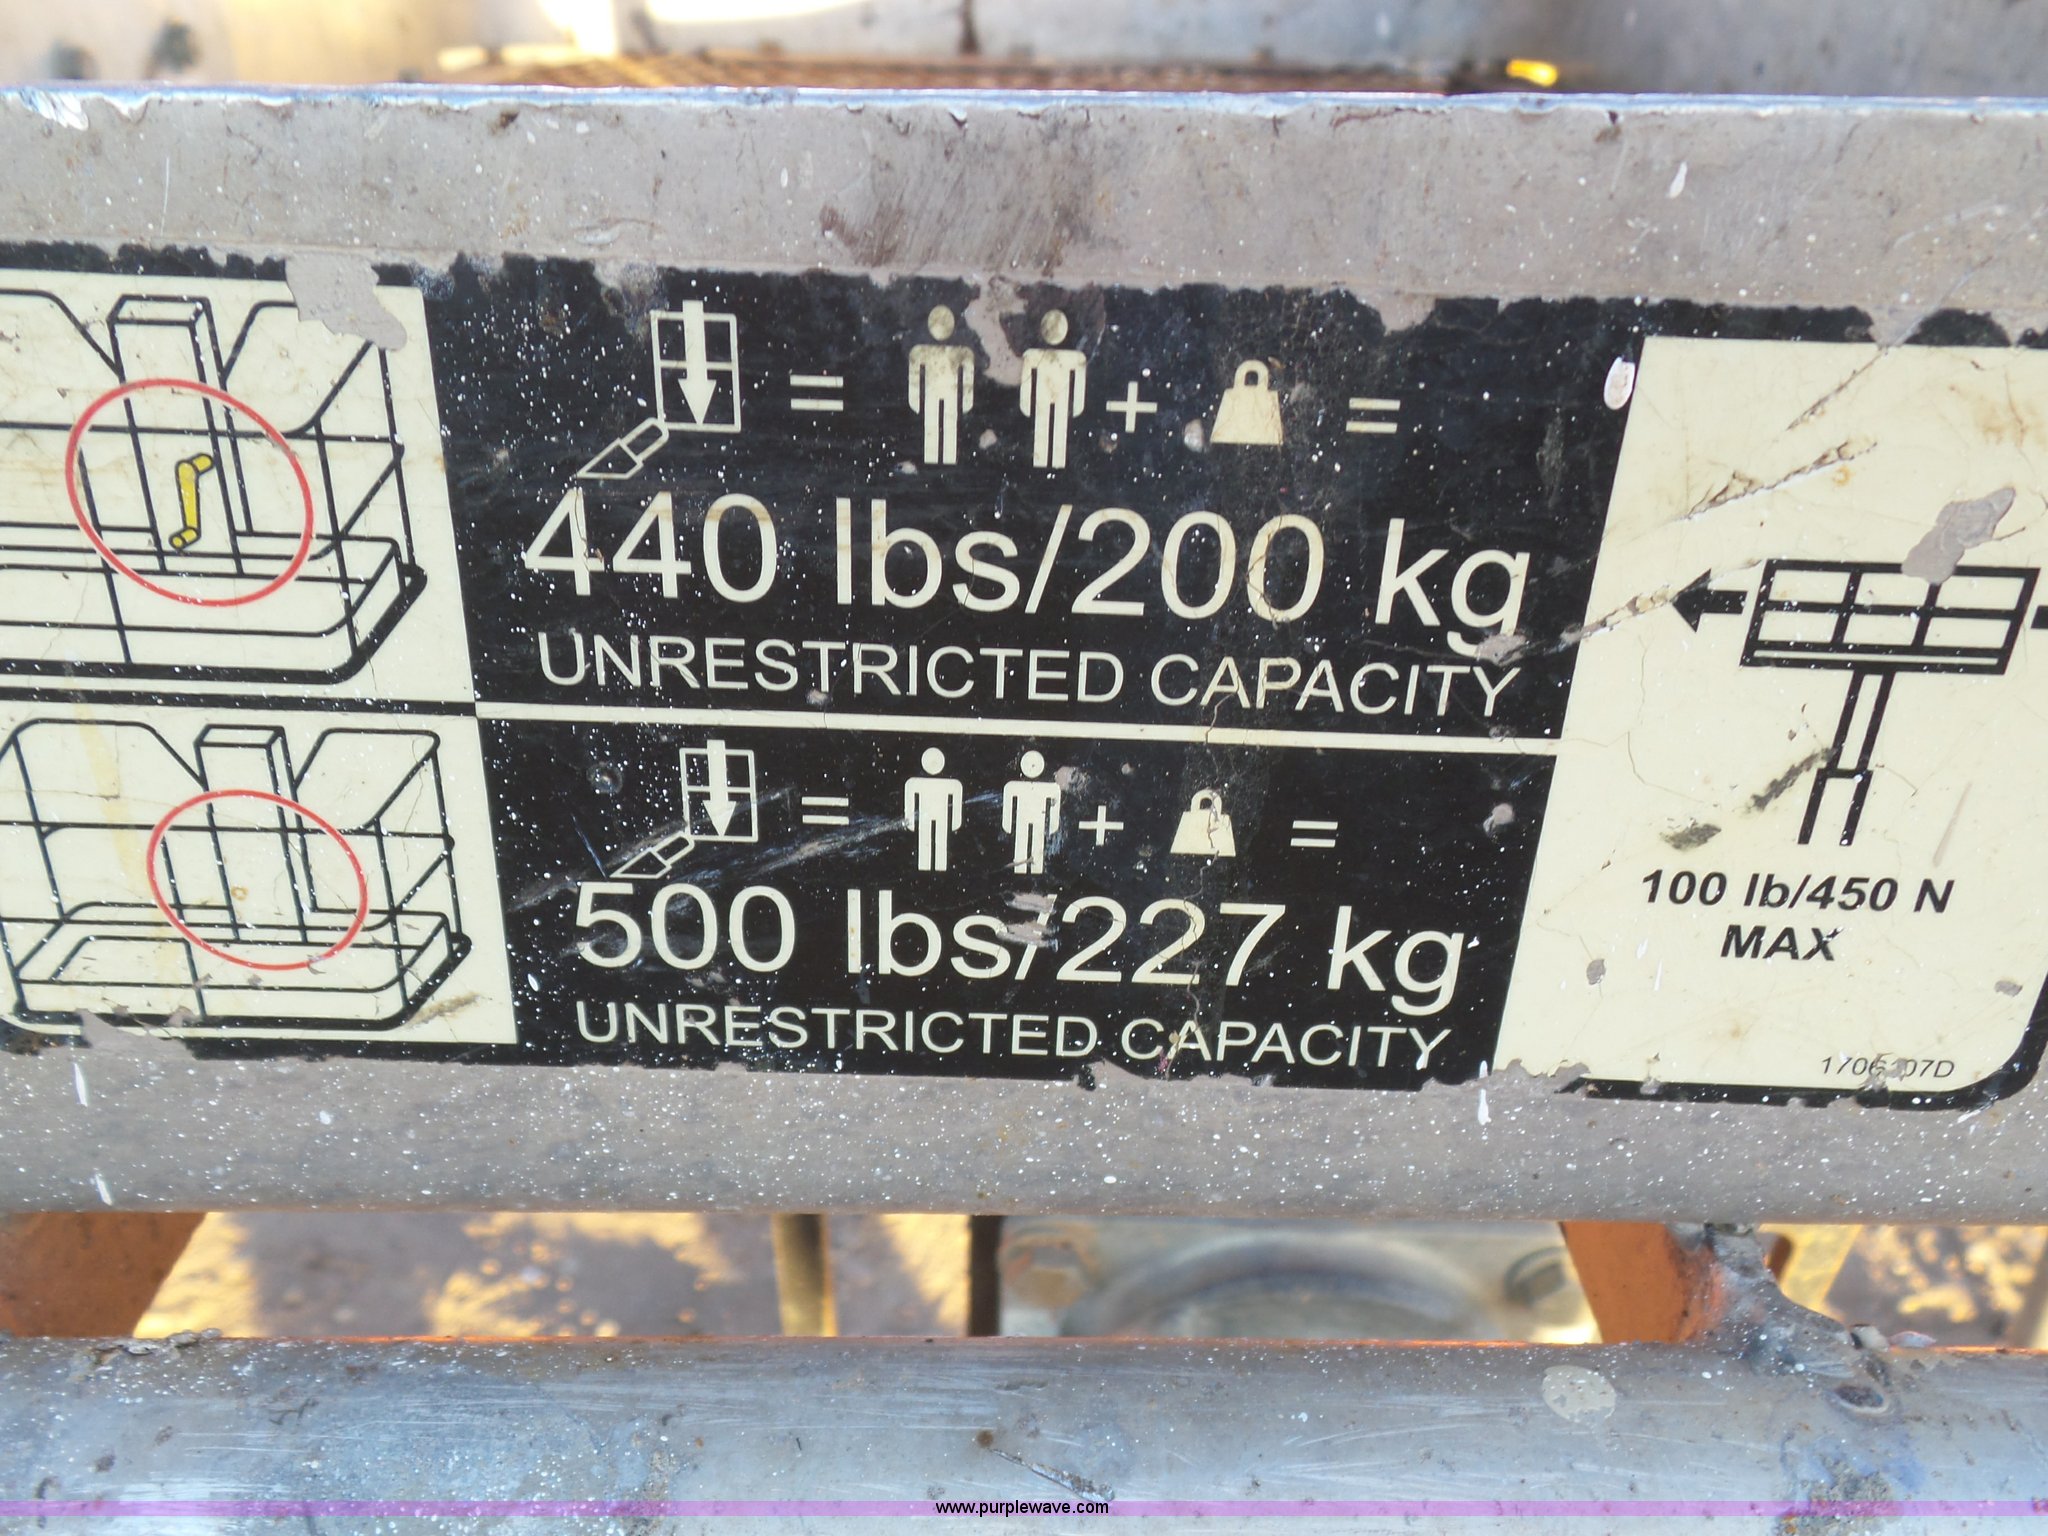 = + =
440 lbs/200 kg
UNRESTRICTED CAPACITY
= + =
500 lbs/227 kg
UNRESTRICTED CAPACITY
100 lb/450 N
MAX
www.purplewave.com